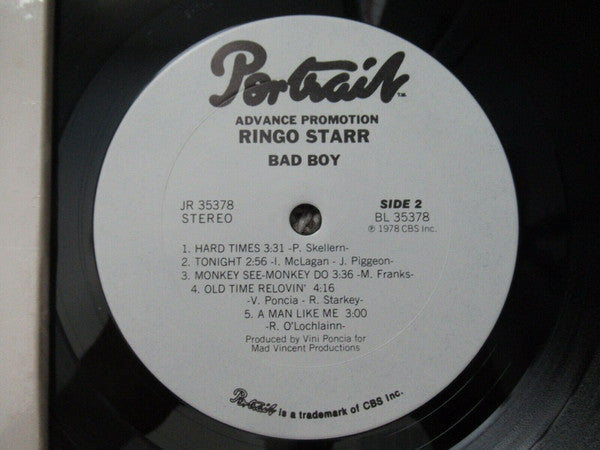 Portrait™
ADVANCE PROMOTION
RINGO STARR
BAD BOY
JR 35378
STEREO
SIDE 2
BL 35378
℗ 1978 CBS Inc.
1. HARD TIMES 3:31 -P. Skellern-
2. TONIGHT 2:56 -I. McLagan - J. Piggeon-
3. MONKEY SEE-MONKEY DO 3:36 -M. Franks-
4. OLD TIME RELOVIN' 4:16
-V. Poncia - R. Starkey-
5. A MAN LIKE ME 3:00
-R. O'Lochlainn-
Produced by Vini Poncia for
Mad Vincent Productions
Portrait is a trademark of CBS Inc.